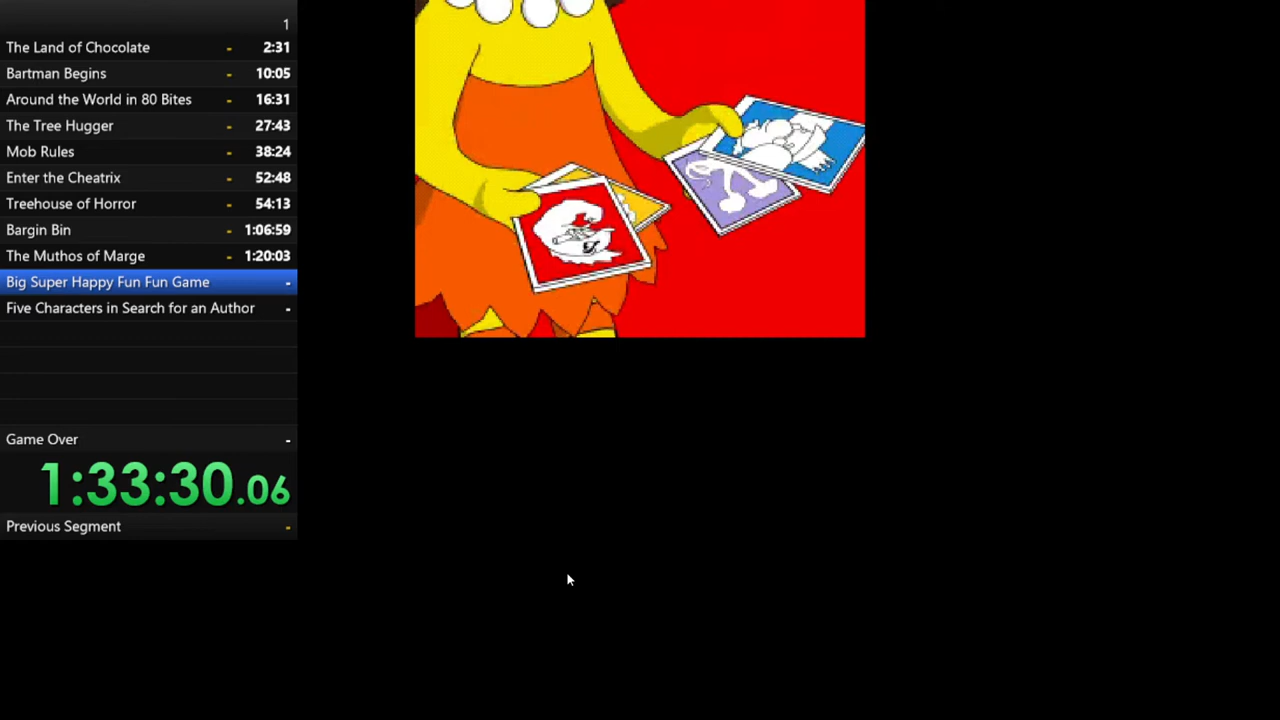 1
The Land of Chocolate - 2:31
Bartman Begins - 10:05
Around the World in 80 Bites - 16:31
The Tree Hugger - 27:43
Mob Rules - 38:24
Enter the Cheatrix - 52:48
Treehouse of Horror - 54:13
Bargin Bin - 1:06:59
The Muthos of Marge - 1:20:03
Big Super Happy Fun Fun Game -
Five Characters in Search for an Author -
Game Over -
1:33:30.06
Previous Segment -